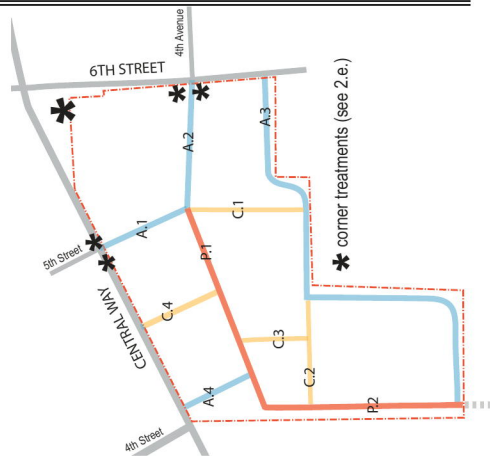 4th Avenue
6TH STREET
A.2
A.3
* corner treatments (see 2.e.)
A.1
C.1
5th Street
P.1
C.4
CENTRAL WAY
C.3
C.2
A.4
P.2
4th Street